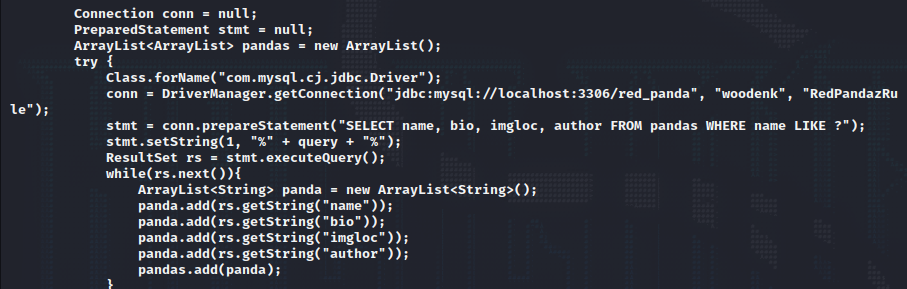 Connection conn = null;
PreparedStatement stmt = null;
ArrayList<ArrayList> pandas = new ArrayList();
try {
Class.forName("com.mysql.cj.jdbc.Driver");
conn = DriverManager.getConnection("jdbc:mysql://localhost:3306/red_panda", "woodenk", "RedPandazRu
le");
stmt = conn.prepareStatement("SELECT name, bio, imgloc, author FROM pandas WHERE name LIKE ?");
stmt.setString(1, "%" + query + "%");
ResultSet rs = stmt.executeQuery();
while(rs.next()){
ArrayList<String> panda = new ArrayList<String>();
panda.add(rs.getString("name"));
panda.add(rs.getString("bio"));
panda.add(rs.getString("imgloc"));
panda.add(rs.getString("author"));
pandas.add(panda);
}